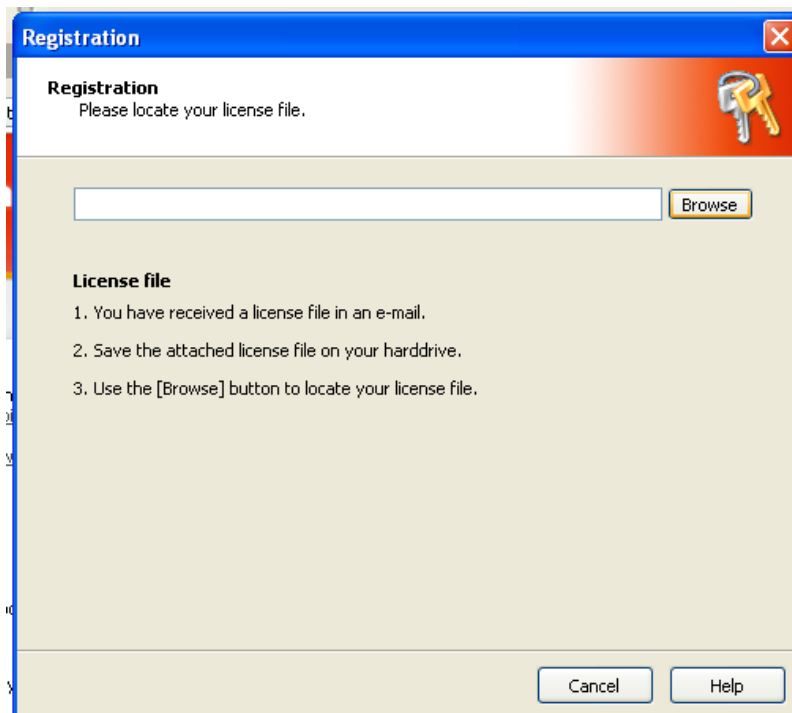 Registration
Registration
Please locate your license file.
Browse
License file
1. You have received a license file in an e-mail.
2. Save the attached license file on your harddrive.
3. Use the [Browse] button to locate your license file.
Cancel
Help